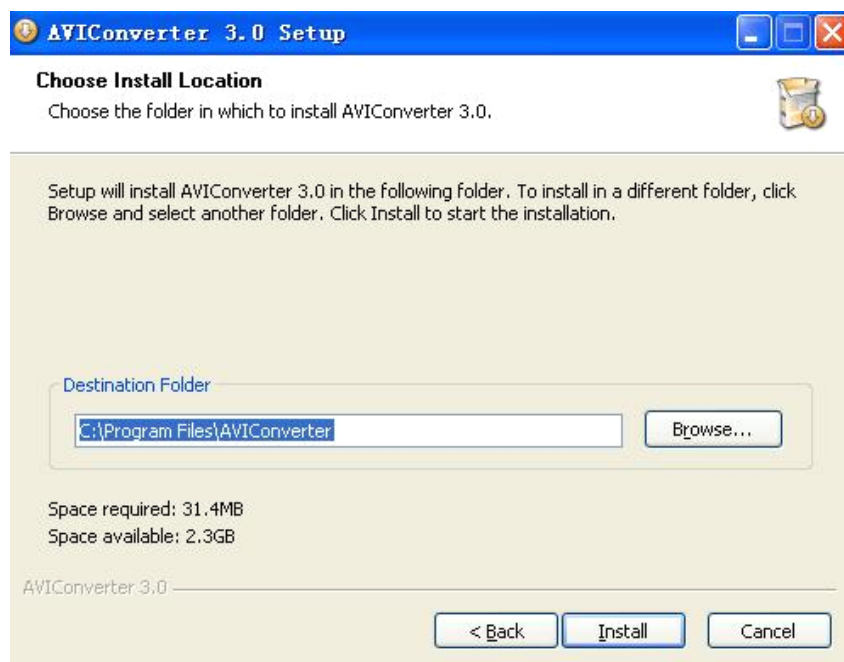 AVIConverter 3.0 Setup
Choose Install Location
Choose the folder in which to install AVIConverter 3.0.
Setup will install AVIConverter 3.0 in the following folder. To install in a different folder, click
Browse and select another folder. Click Install to start the installation.
Destination Folder
C:\Program Files\AVIConverter
Browse...
Space required: 31.4MB
Space available: 2.3GB
AVIConverter 3.0
< Back Install Cancel